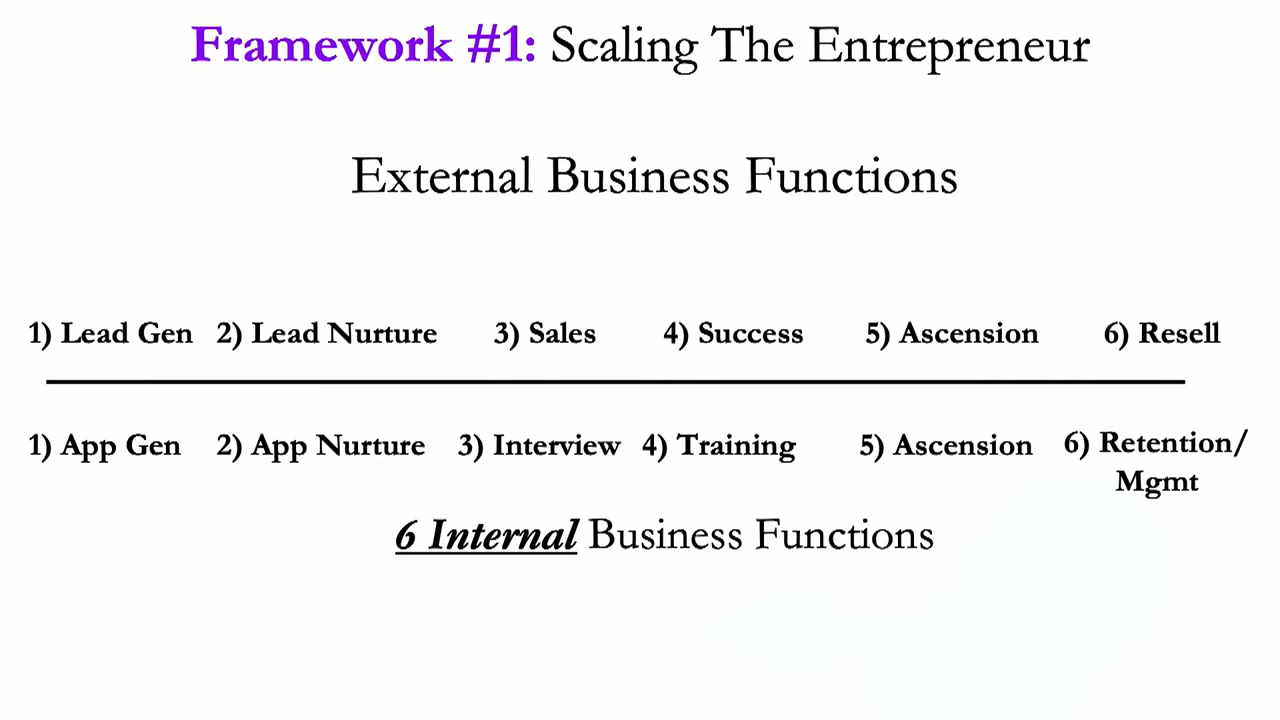 Framework #1: Scaling The Entrepreneur
External Business Functions
1) Lead Gen 2) Lead Nurture 3) Sales 4) Success 5) Ascension 6) Resell
1) App Gen 2) App Nurture 3) Interview 4) Training 5) Ascension 6) Retention/
Mgmt
6 Internal Business Functions